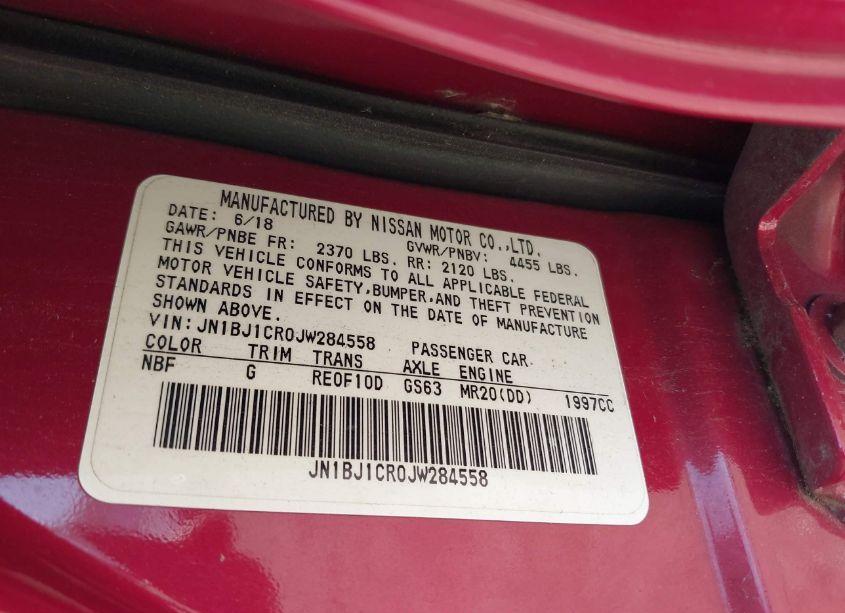 MANUFACTURED BY NISSAN MOTOR CO.,LTD.
DATE: 6/18 GVWR/PNBV: 4455 LBS.
GAWR/PNBE FR: 2370 LBS. RR: 2120 LBS.
THIS VEHICLE CONFORMS TO ALL APPLICABLE FEDERAL
MOTOR VEHICLE SAFETY,BUMPER,AND THEFT PREVENTION
STANDARDS IN EFFECT ON THE DATE OF MANUFACTURE
SHOWN ABOVE.
VIN:JN1BJ1CR0JW284558 PASSENGER CAR
COLOR TRIM TRANS AXLE ENGINE
NBF G RE0F10D GS63 MR20(DD) 1997CC
JN1BJ1CR0JW284558